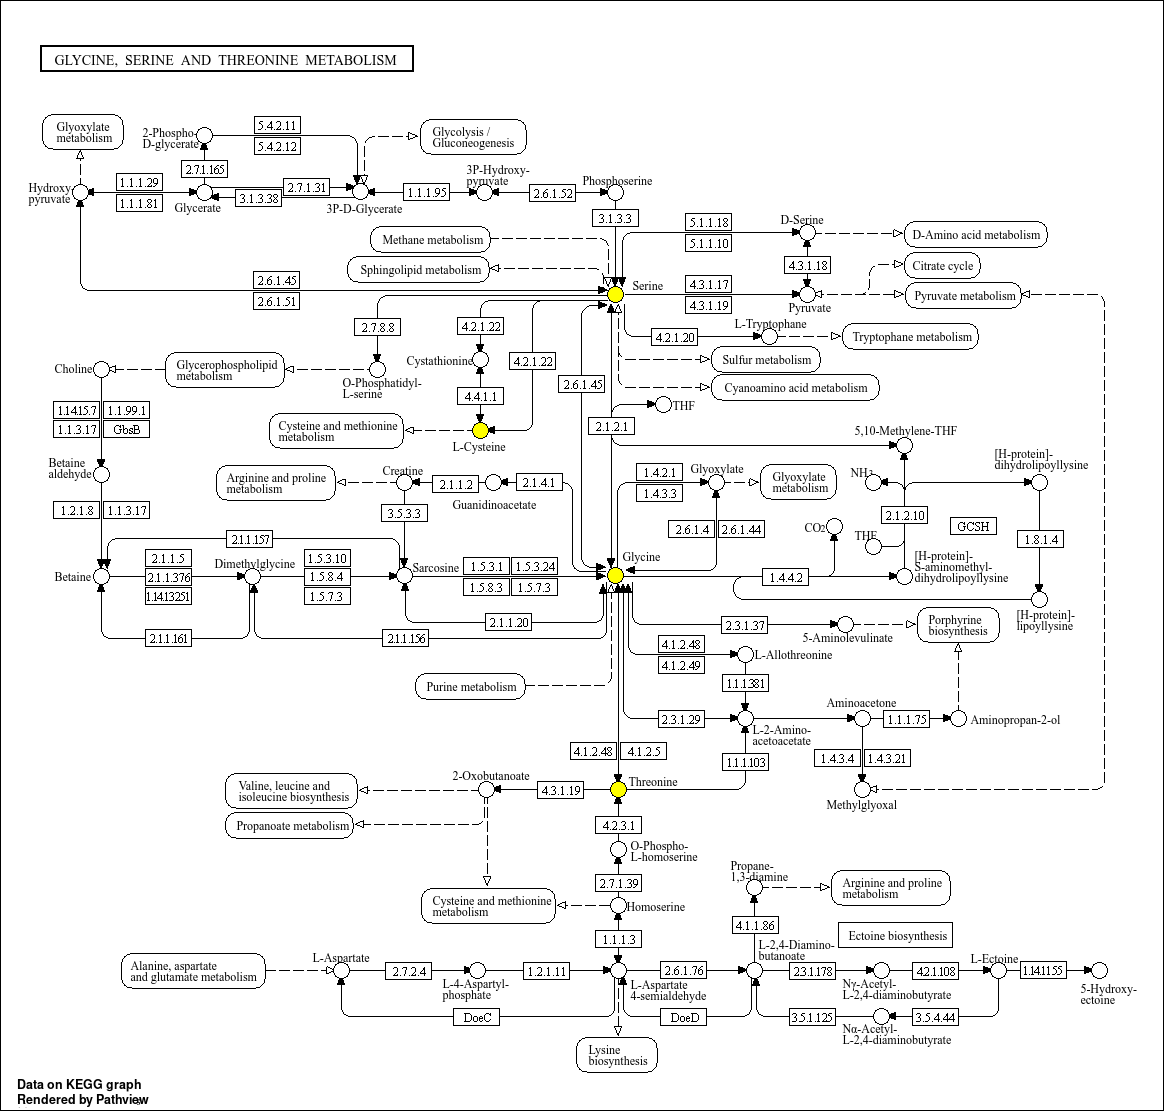 GLYCINE, SERINE AND THREONINE METABOLISM
Glyoxylate
metabolism
2-Phospho-
D-glycerate
5.4.2.11
5.4.2.12
Glycolysis /
Gluconeogenesis
2.7.1.165
Hydroxy
pyruvate
1.1.1.29
1.1.1.81
Glycerate
2.7.1.31
3.1.3.38
3P-D-Glycerate
1.1.1.95
3P-Hydroxy-
pyruvate
2.6.1.52
Phosphoserine
3.1.3.3
5.1.1.18
5.1.1.10
D-Serine
D-Amino acid metabolism
Methane metabolism
Sphingolipid metabolism
4.3.1.18
Citrate cycle
2.6.1.45
2.6.1.51
Serine
4.3.1.17
4.3.1.19
Pyruvate
Pyruvate metabolism
2.7.8.8
4.2.1.22
4.2.1.20
L-Tryptophane
Tryptophane metabolism
Choline
Glycerophospholipid
metabolism
O-Phosphatidyl-
L-serine
Cystathionine
4.2.1.22
Sulfur metabolism
Cyanoamino acid metabolism
2.6.1.45
4.4.1.1
THF
1.14.15.7
1.1.99.1
1.1.3.17
GbsB
Cysteine and methionine
metabolism
L-Cysteine
2.1.2.1
5,10-Methylene-THF
Betaine
aldehyde
Arginine and proline
metabolism
Creatine
2.1.1.2
Guanidinoacetate
2.1.4.1
1.4.2.1
1.4.3.3
Glyoxylate
Glyoxylate
metabolism
NH3
[H-protein]-
dihydrolipoyllysine
1.2.1.8
1.1.3.17
3.5.3.3
2.6.1.4
2.6.1.44
CO2
2.1.2.10
GCSH
2.1.1.157
THF
1.8.1.4
Betaine
2.1.1.5
2.1.1.376
1.14.13.251
Dimethylglycine
1.5.3.10
1.5.8.4
1.5.7.3
Sarcosine
1.5.3.1
1.5.3.24
1.5.8.3
1.5.7.3
Glycine
1.4.4.2
[H-protein]-
S-aminomethyl-
dihydrolipoyllysine
[H-protein]-
lipoyllysine
2.1.1.20
2.1.1.161
2.1.1.156
2.3.1.37
5-Aminolevulinate
Porphyrine
biosynthesis
4.1.2.48
4.1.2.49
L-Allothreonine
Purine metabolism
1.1.1.381
2.3.1.29
L-2-Amino-
acetoacetate
Aminoacetone
1.1.1.75
Aminopropan-2-ol
4.1.2.48
4.1.2.5
1.1.1.103
1.4.3.4
1.4.3.21
Valine, leucine and
isoleucine biosynthesis
2-Oxobutanoate
4.3.1.19
Threonine
Methylglyoxal
Propanoate metabolism
4.2.3.1
O-Phospho-
L-homoserine
2.7.1.39
Propane-
1,3-diamine
Arginine and proline
metabolism
Cysteine and methionine
metabolism
Homoserine
4.1.1.86
1.1.1.3
Ectoine biosynthesis
Alanine, aspartate
and glutamate metabolism
L-Aspartate
2.7.2.4
L-4-Aspartyl-
phosphate
1.2.1.11
L-Aspartate
4-semialdehyde
2.6.1.76
L-2,4-Diamino-
butanoate
2.3.1.178
Nγ-Acetyl-
L-2,4-diaminobutyrate
4.2.1.108
L-Ectoine
1.14.11.55
5-Hydroxy-
ectoine
DoeC
DoeD
3.5.1.125
Nα-Acetyl-
L-2,4-diaminobutyrate
3.5.4.44
Lysine
biosynthesis
Data on KEGG graph
Rendered by Pathview